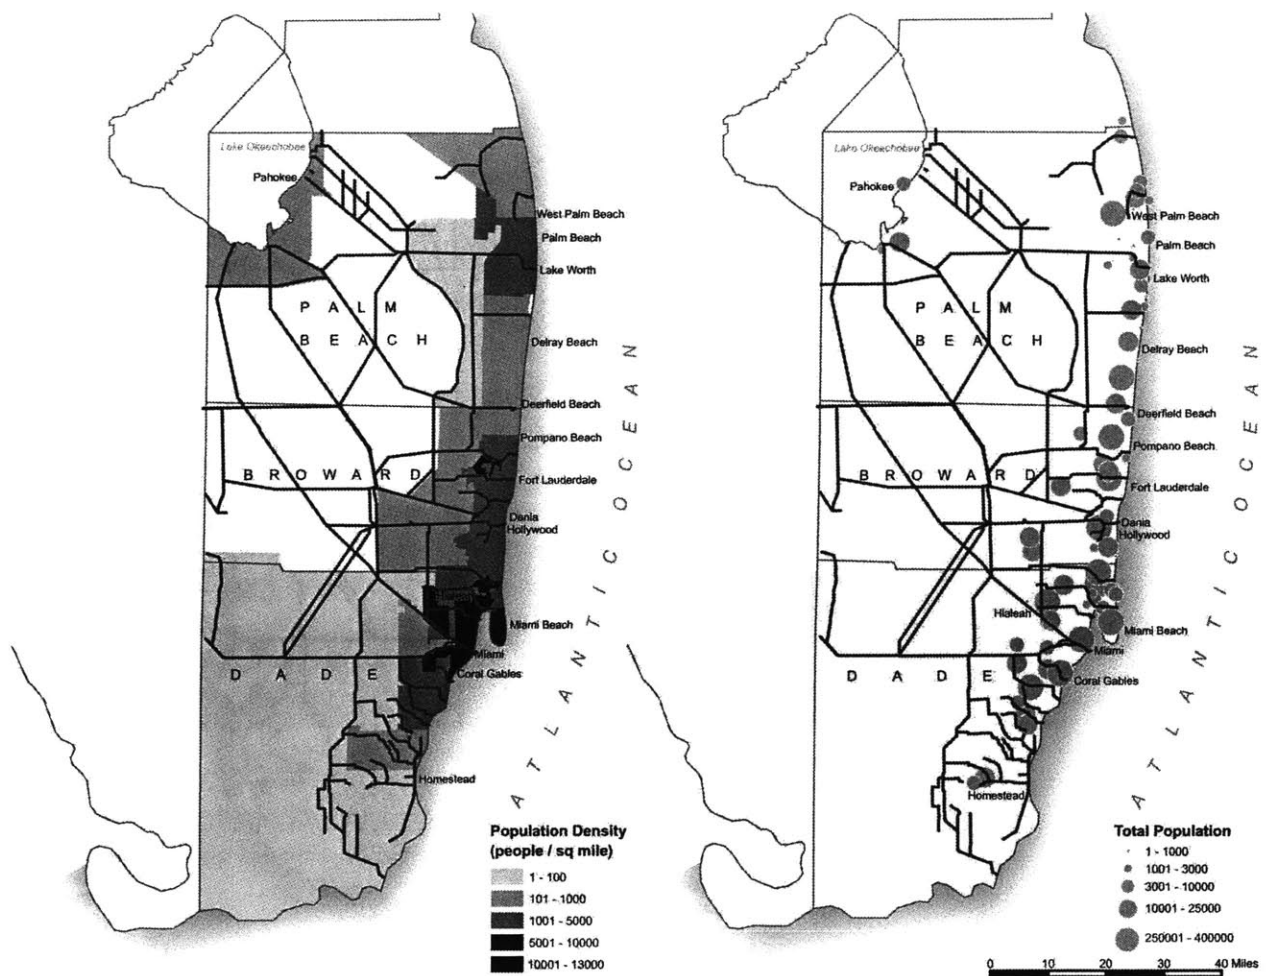 Lake Okeechobee
Pahokee
West Palm Beach
Palm Beach
Lake Worth
P A L M
B E A C H
Delray Beach
Deerfield Beach
Pompano Beach
B R O W A R D
Fort Lauderdale
Dania
Hollywood
Hialeah
Miami Beach
Miami
D A D E
Coral Gables
Homestead
A T L A N T I C O C E A N
Population Density
(people / sq mile)
1 - 100
101 - 1000
1001 - 5000
5001 - 10000
10001 - 13000
Lake Okeechobee
Pahokee
West Palm Beach
Palm Beach
Lake Worth
P A L M
B E A C H
Delray Beach
Deerfield Beach
Pompano Beach
B R O W A R D
Fort Lauderdale
Dania
Hollywood
Hialeah
Miami Beach
Miami
D A D E
Coral Gables
Homestead
A T L A N T I C O C E A N
Total Population
1 - 1000
1001 - 3000
3001 - 10000
10001 - 25000
250001 - 400000
0 10 20 40 Miles